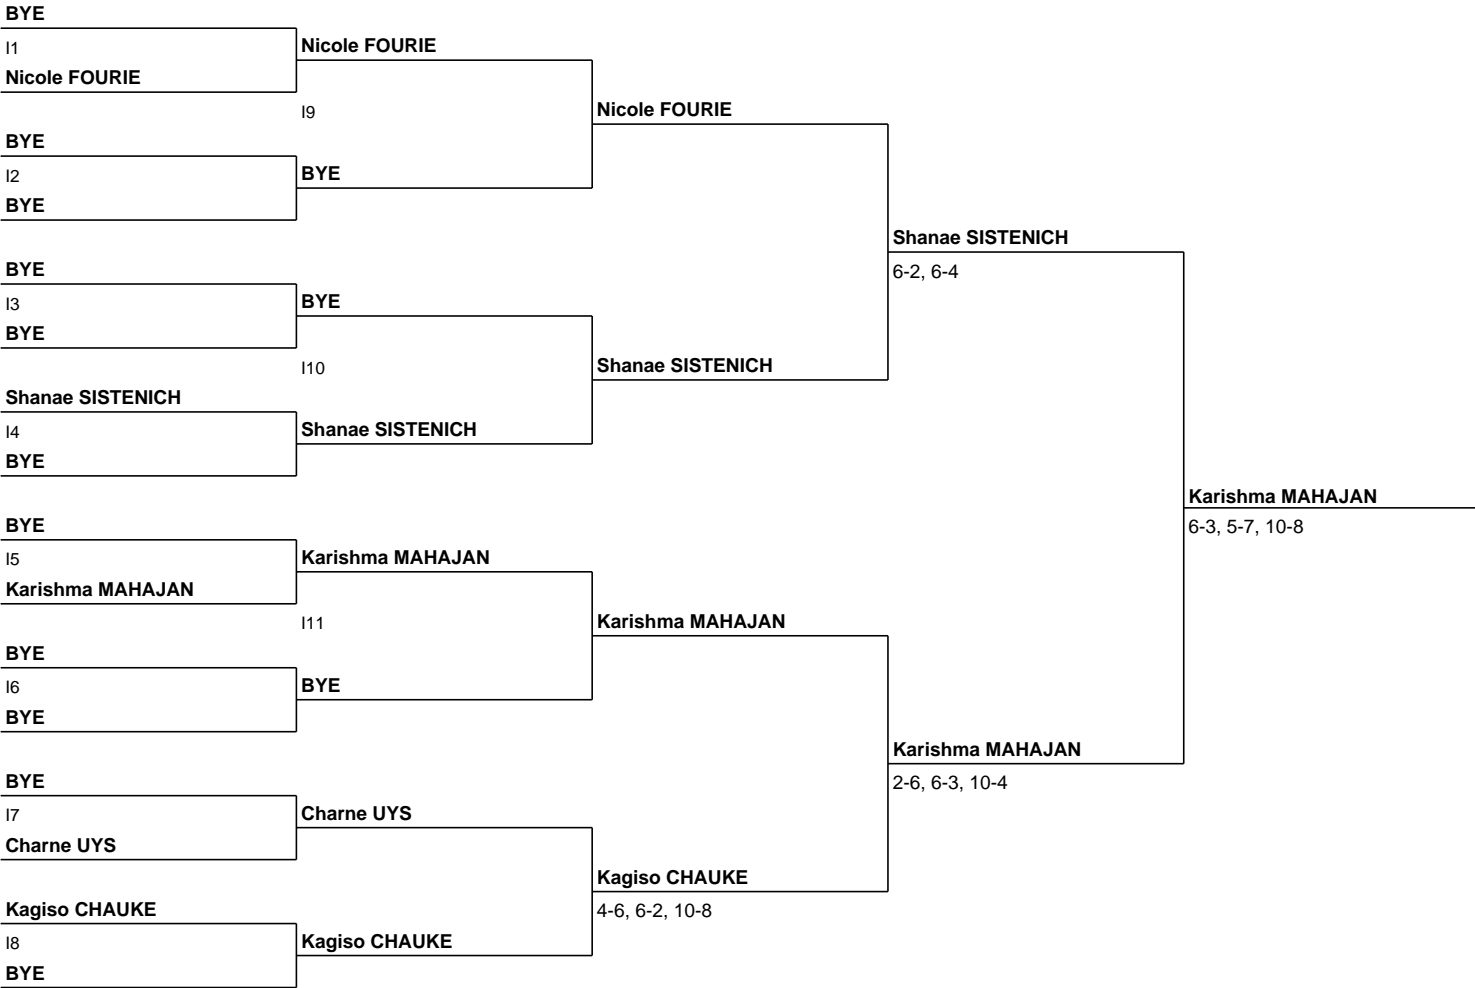 BYE
I1
Nicole FOURIE
BYE
I2
BYE
BYE
I3
BYE
Shanae SISTENICH
I4
BYE
BYE
I5
Karishma MAHAJAN
BYE
I6
BYE
BYE
I7
Charne UYS
Kagiso CHAUKE
I8
BYE
Nicole FOURIE
I9
BYE
BYE
I10
Shanae SISTENICH
Karishma MAHAJAN
I11
BYE
Charne UYS
Kagiso CHAUKE
Nicole FOURIE
Shanae SISTENICH
Karishma MAHAJAN
Kagiso CHAUKE
4-6, 6-2, 10-8
Shanae SISTENICH
6-2, 6-4
Karishma MAHAJAN
2-6, 6-3, 10-4
Karishma MAHAJAN
6-3, 5-7, 10-8